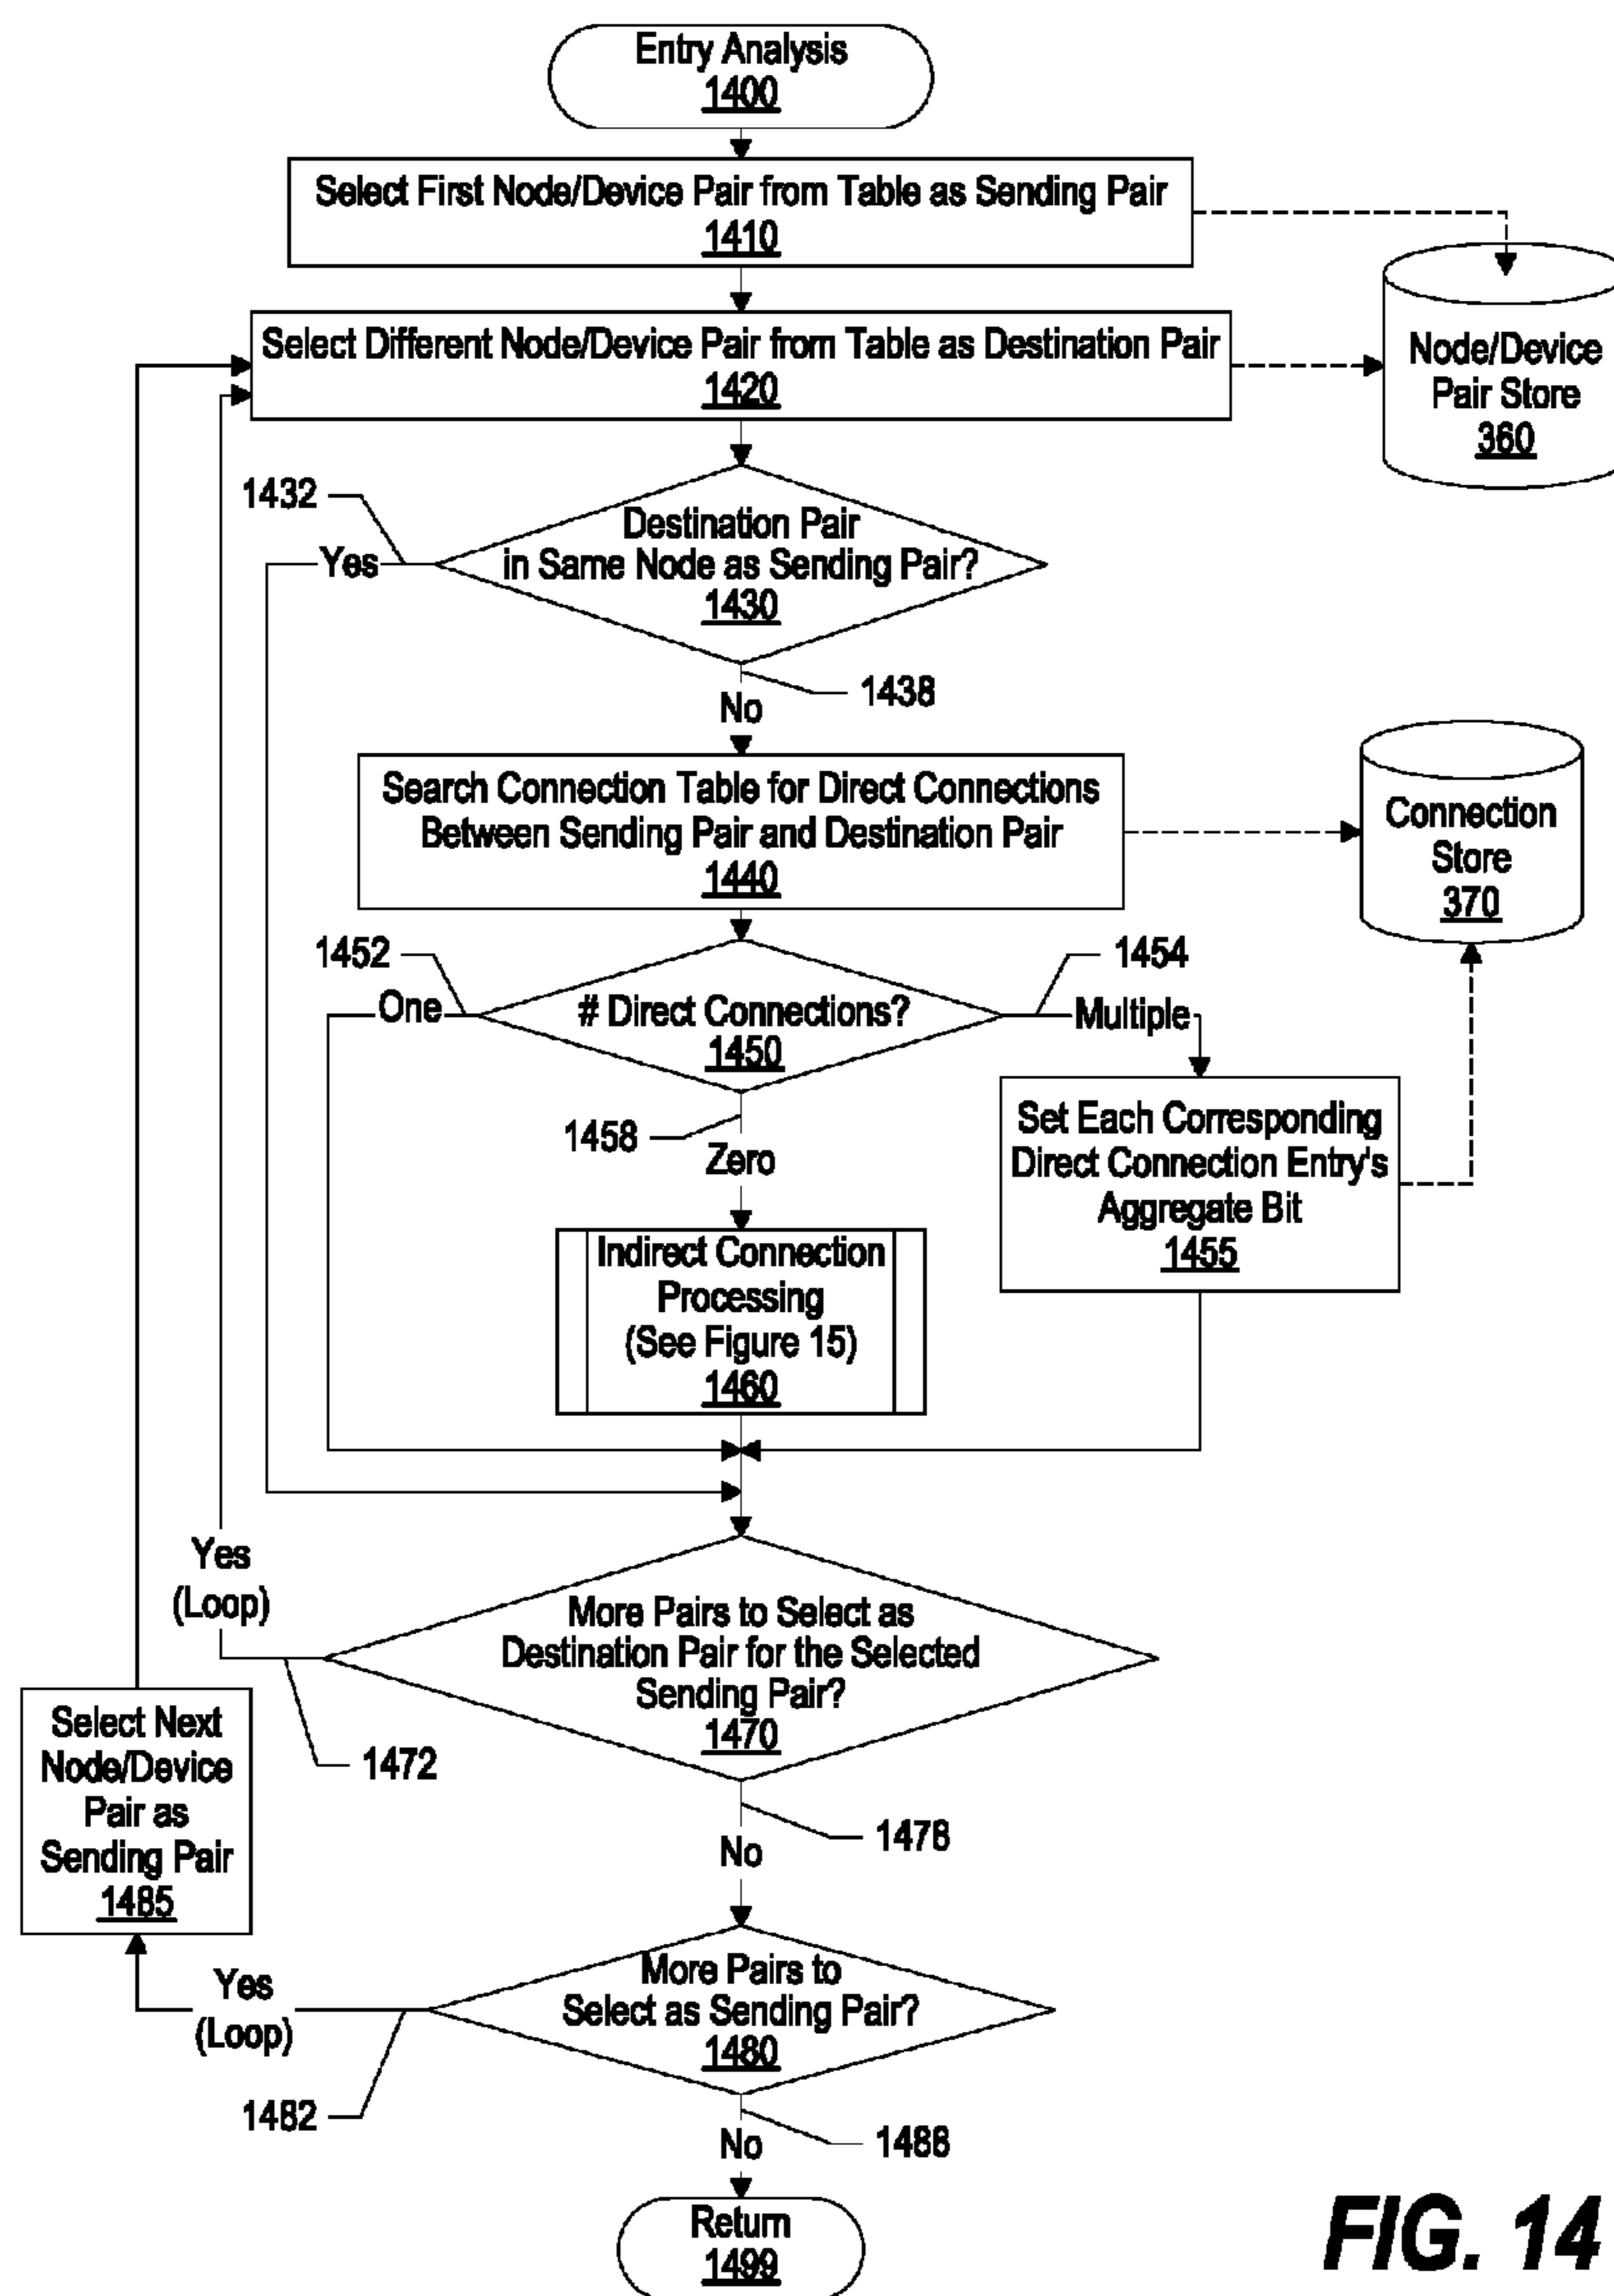 Entry Analysis
1400
Select First Node/Device Pair from Table as Sending Pair
1410
Select Different Node/Device Pair from Table as Destination Pair
1420
Node/Device
Pair Store
360
1432
Destination Pair
in Same Node as Sending Pair?
1430
Yes
1438
No
Search Connection Table for Direct Connections
Between Sending Pair and Destination Pair
1440
Connection
Store
370
1452
1454
One
# Direct Connections?
1450
Multiple
1458
Zero
Set Each Corresponding
Direct Connection Entry's
Aggregate Bit
1455
Indirect Connection
Processing
(See Figure 15)
1460
Yes
(Loop)
More Pairs to Select as
Destination Pair for the Selected
Sending Pair?
1470
1472
Select Next
Node/Device
Pair as
Sending Pair
1485
1478
No
More Pairs to
Select as Sending Pair?
1480
Yes
(Loop)
1482
1488
No
Return
1499
FIG. 14